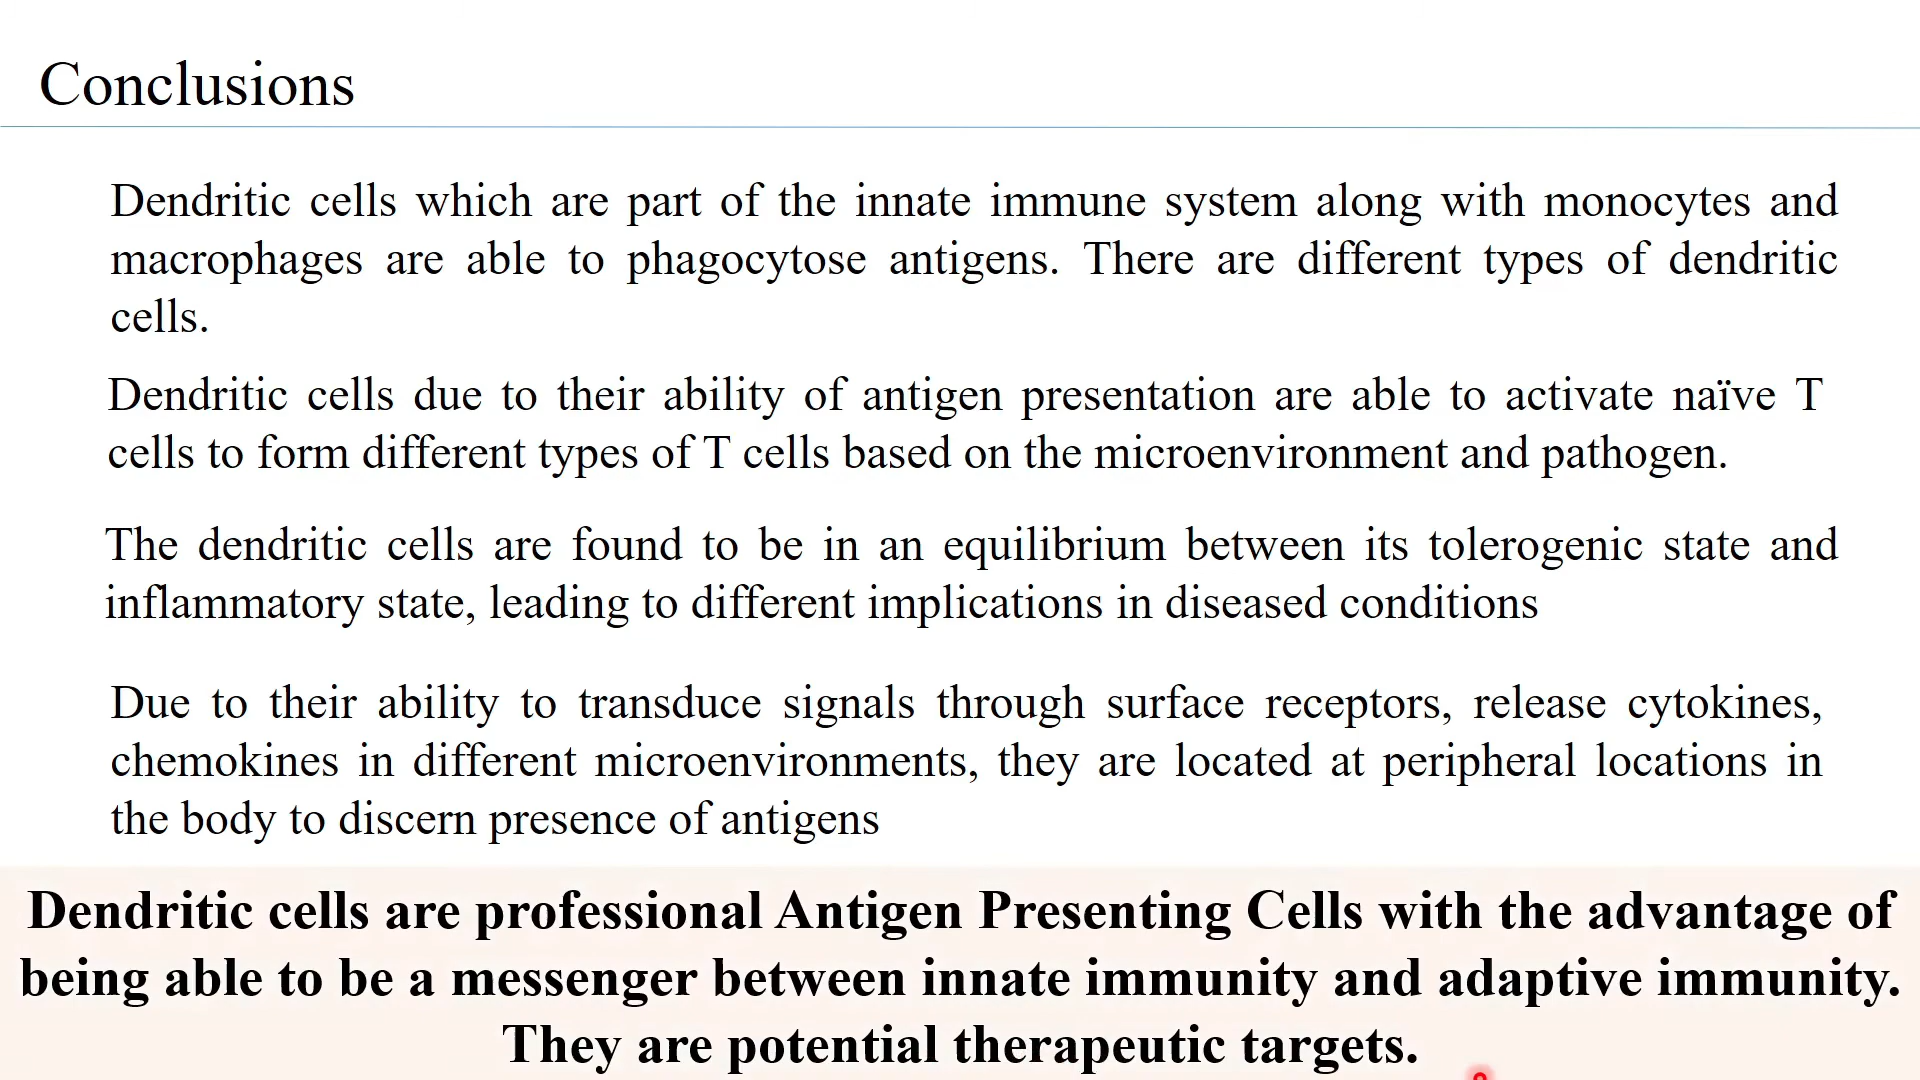 Conclusions
Dendritic cells which are part of the innate immune system along with monocytes and
macrophages are able to phagocytose antigens. There are different types of dendritic
cells.
Dendritic cells due to their ability of antigen presentation are able to activate naïve T
cells to form different types of T cells based on the microenvironment and pathogen.
The dendritic cells are found to be in an equilibrium between its tolerogenic state and
inflammatory state, leading to different implications in diseased conditions
Due to their ability to transduce signals through surface receptors, release cytokines,
chemokines in different microenvironments, they are located at peripheral locations in
the body to discern presence of antigens
Dendritic cells are professional Antigen Presenting Cells with the advantage of
being able to be a messenger between innate immunity and adaptive immunity.
They are potential therapeutic targets.